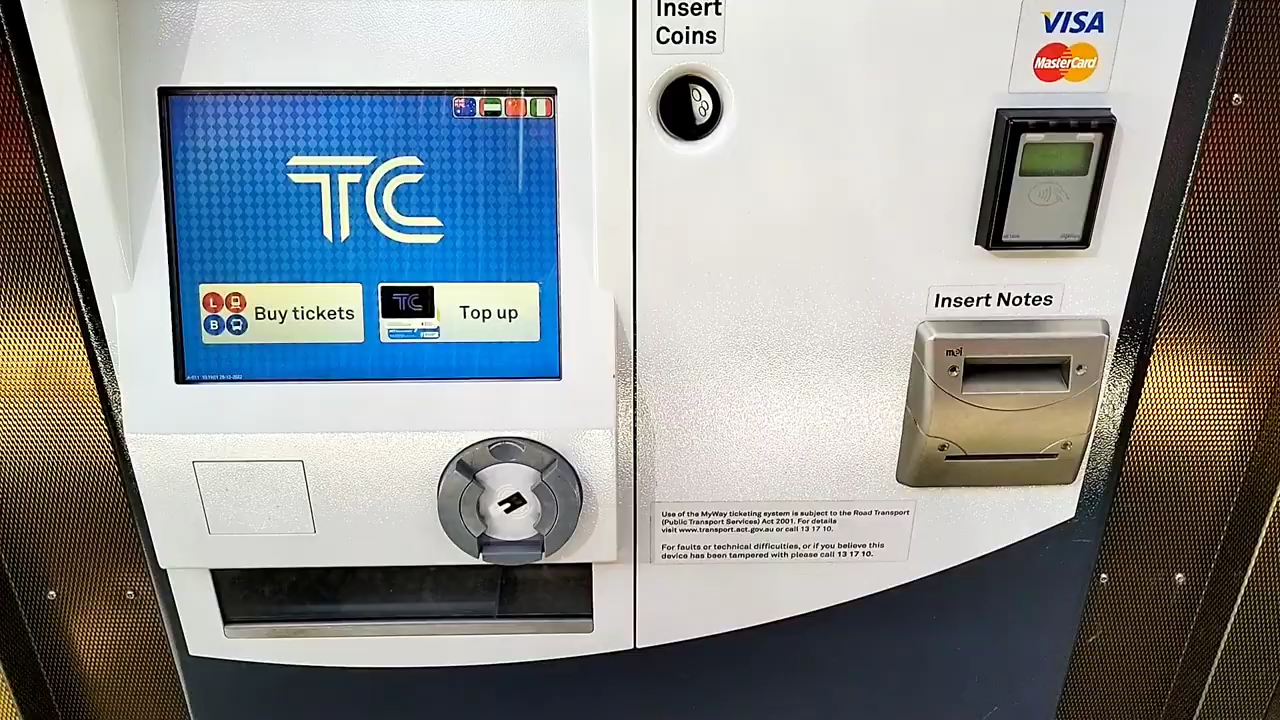 Insert
Coins
VISA
MasterCard
TC
L
B
Buy tickets
TC
Top up
Insert Notes
mei
Use of the MyWay ticketing system is subject to the Road Transport
(Public Transport Services) Act 2001. For details
visit www.transport.act.gov.au or call 13 17 10.
For faults or technical difficulties, or if you believe this
device has been tampered with please call 13 17 10.